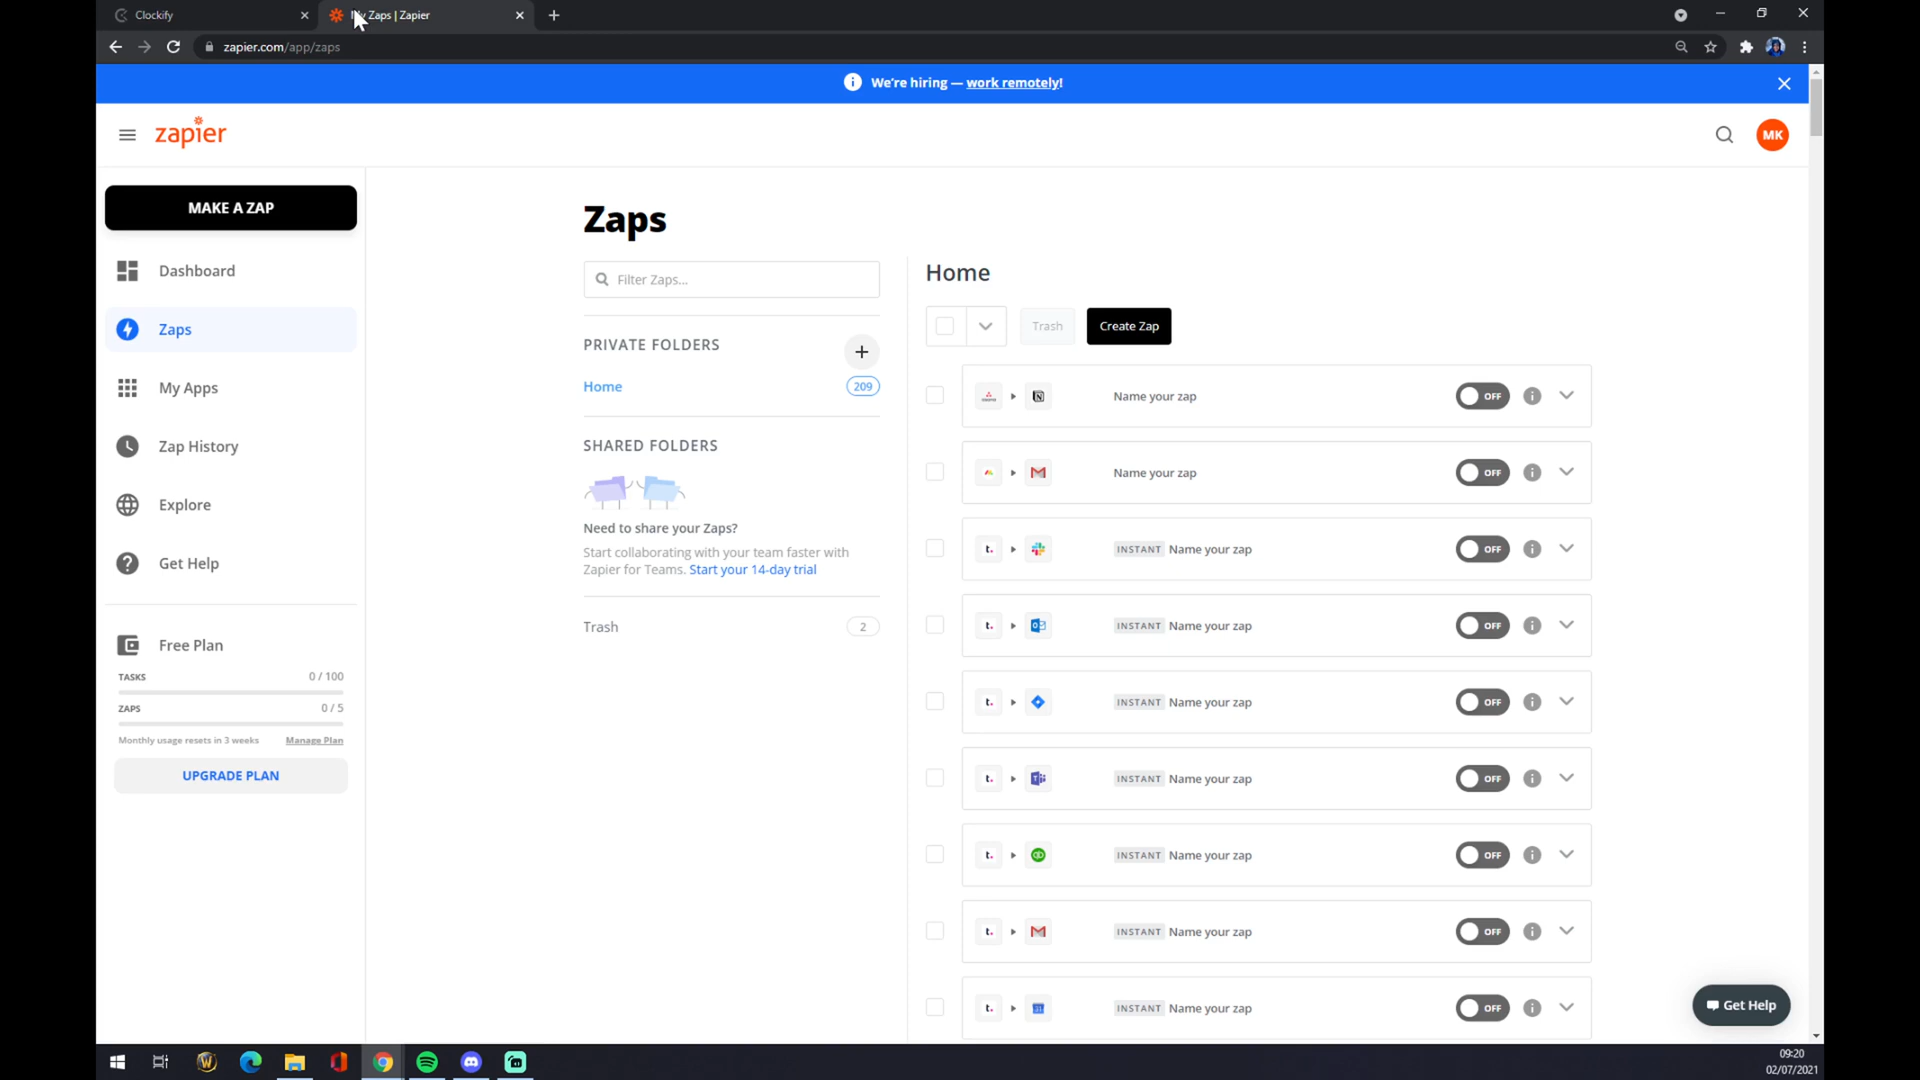 Clockify
My Zaps | Zapier
zapier.com/app/zaps
We're hiring — work remotely!
zapier
MK
MAKE A ZAP
Dashboard
Zaps
My Apps
Zap History
Explore
Get Help
Free Plan
TASKS 0 / 100
ZAPS 0 / 5
Monthly usage resets in 3 weeks Manage Plan
UPGRADE PLAN
Zaps
Filter Zaps...
PRIVATE FOLDERS
Home 209
SHARED FOLDERS
Need to share your Zaps?
Start collaborating with your team faster with
Zapier for Teams. Start your 14-day trial
Trash 2
Home
Trash Create Zap
Name your zap OFF
Name your zap OFF
t. INSTANT Name your zap OFF
t. INSTANT Name your zap OFF
t. INSTANT Name your zap OFF
t. INSTANT Name your zap OFF
t. INSTANT Name your zap OFF
t. INSTANT Name your zap OFF
t. 31 INSTANT Name your zap OFF
Get Help
09:20
02/07/2021